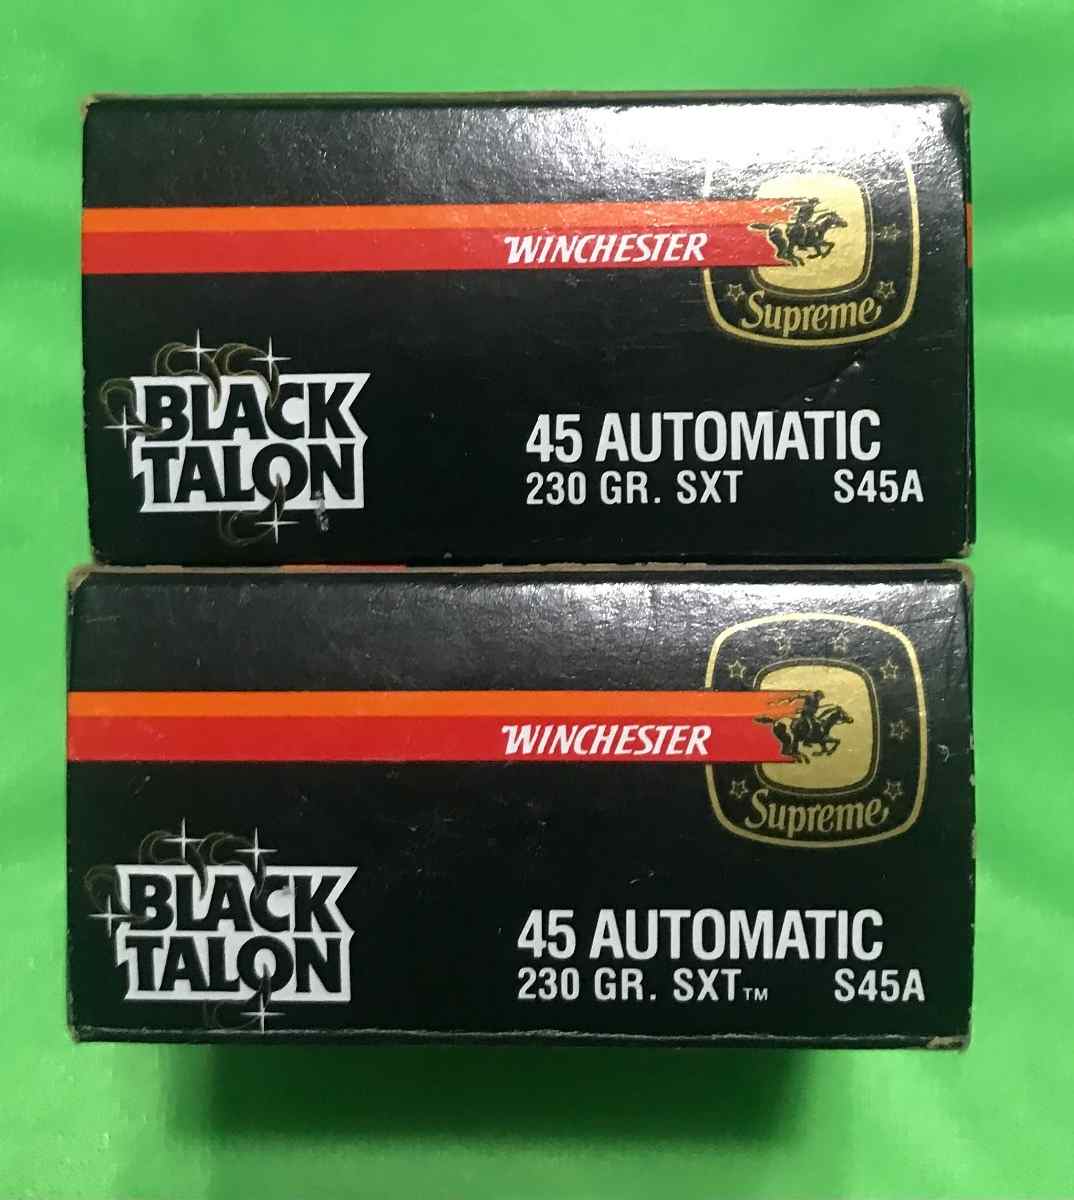 WINCHESTER
Supreme
BLACK
TALON
45 AUTOMATIC
230 GR. SXT S45A
WINCHESTER
Supreme
BLACK
TALON
45 AUTOMATIC
230 GR. SXT™ S45A